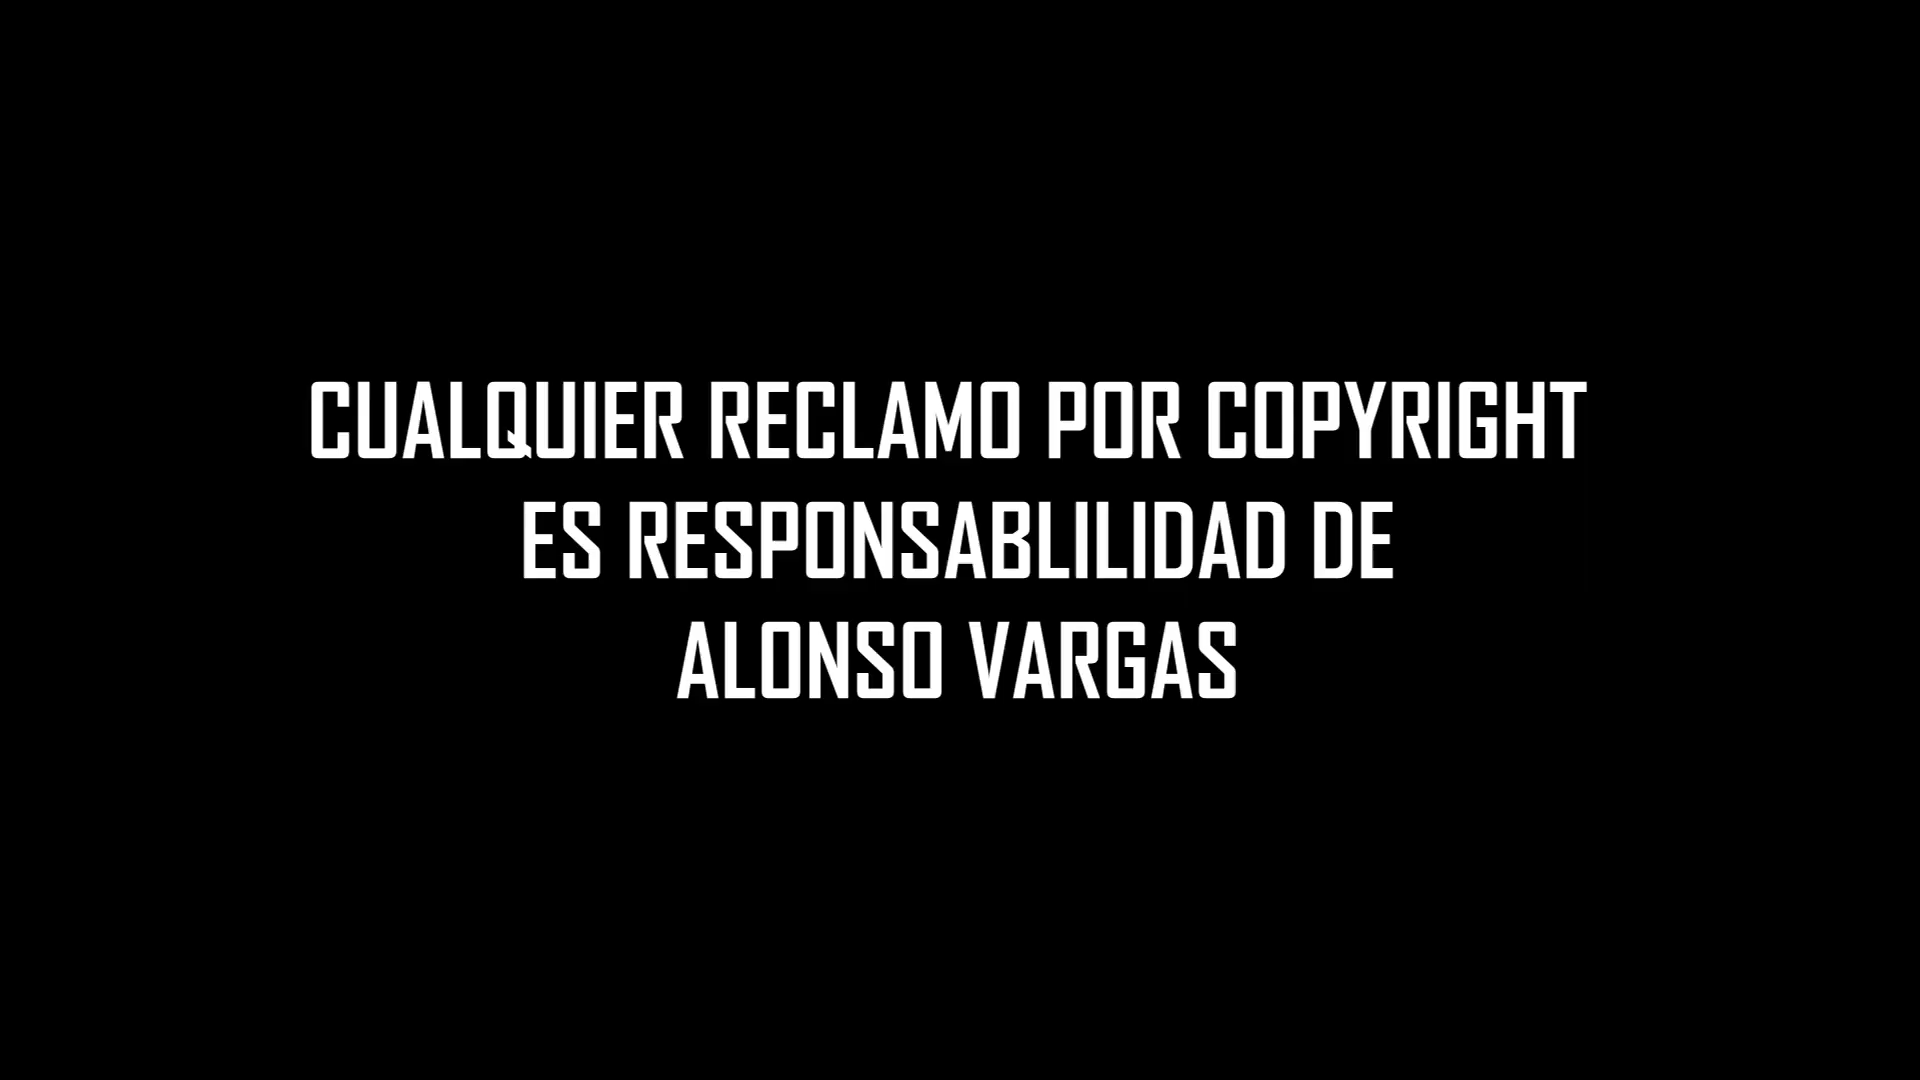 CUALQUIER RECLAMO POR COPYRIGHT
ES RESPONSABLILIDAD DE
ALONSO VARGAS